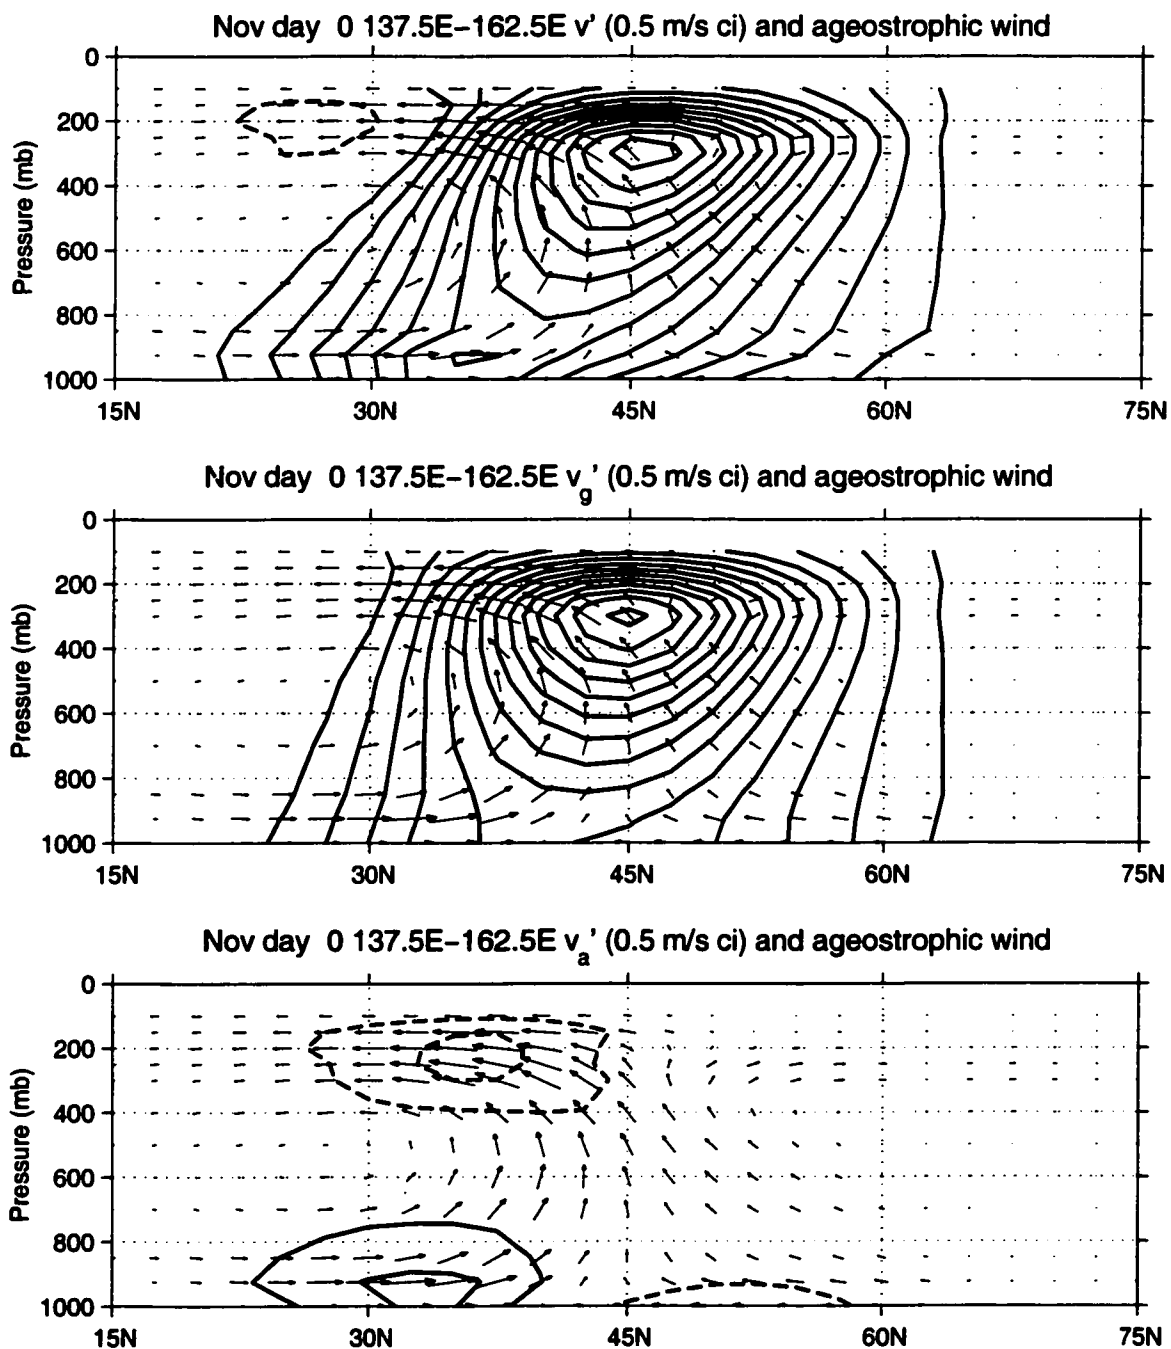 Nov day 0 137.5E−162.5E v' (0.5 m/s ci) and ageostrophic wind
0
200
400
600
800
1000
Pressure (mb)
15N 30N 45N 60N 75N
Nov day 0 137.5E−162.5E v_g' (0.5 m/s ci) and ageostrophic wind
0
200
400
600
800
1000
Pressure (mb)
15N 30N 45N 60N 75N
Nov day 0 137.5E−162.5E v_a' (0.5 m/s ci) and ageostrophic wind
0
200
400
600
800
1000
Pressure (mb)
15N 30N 45N 60N 75N